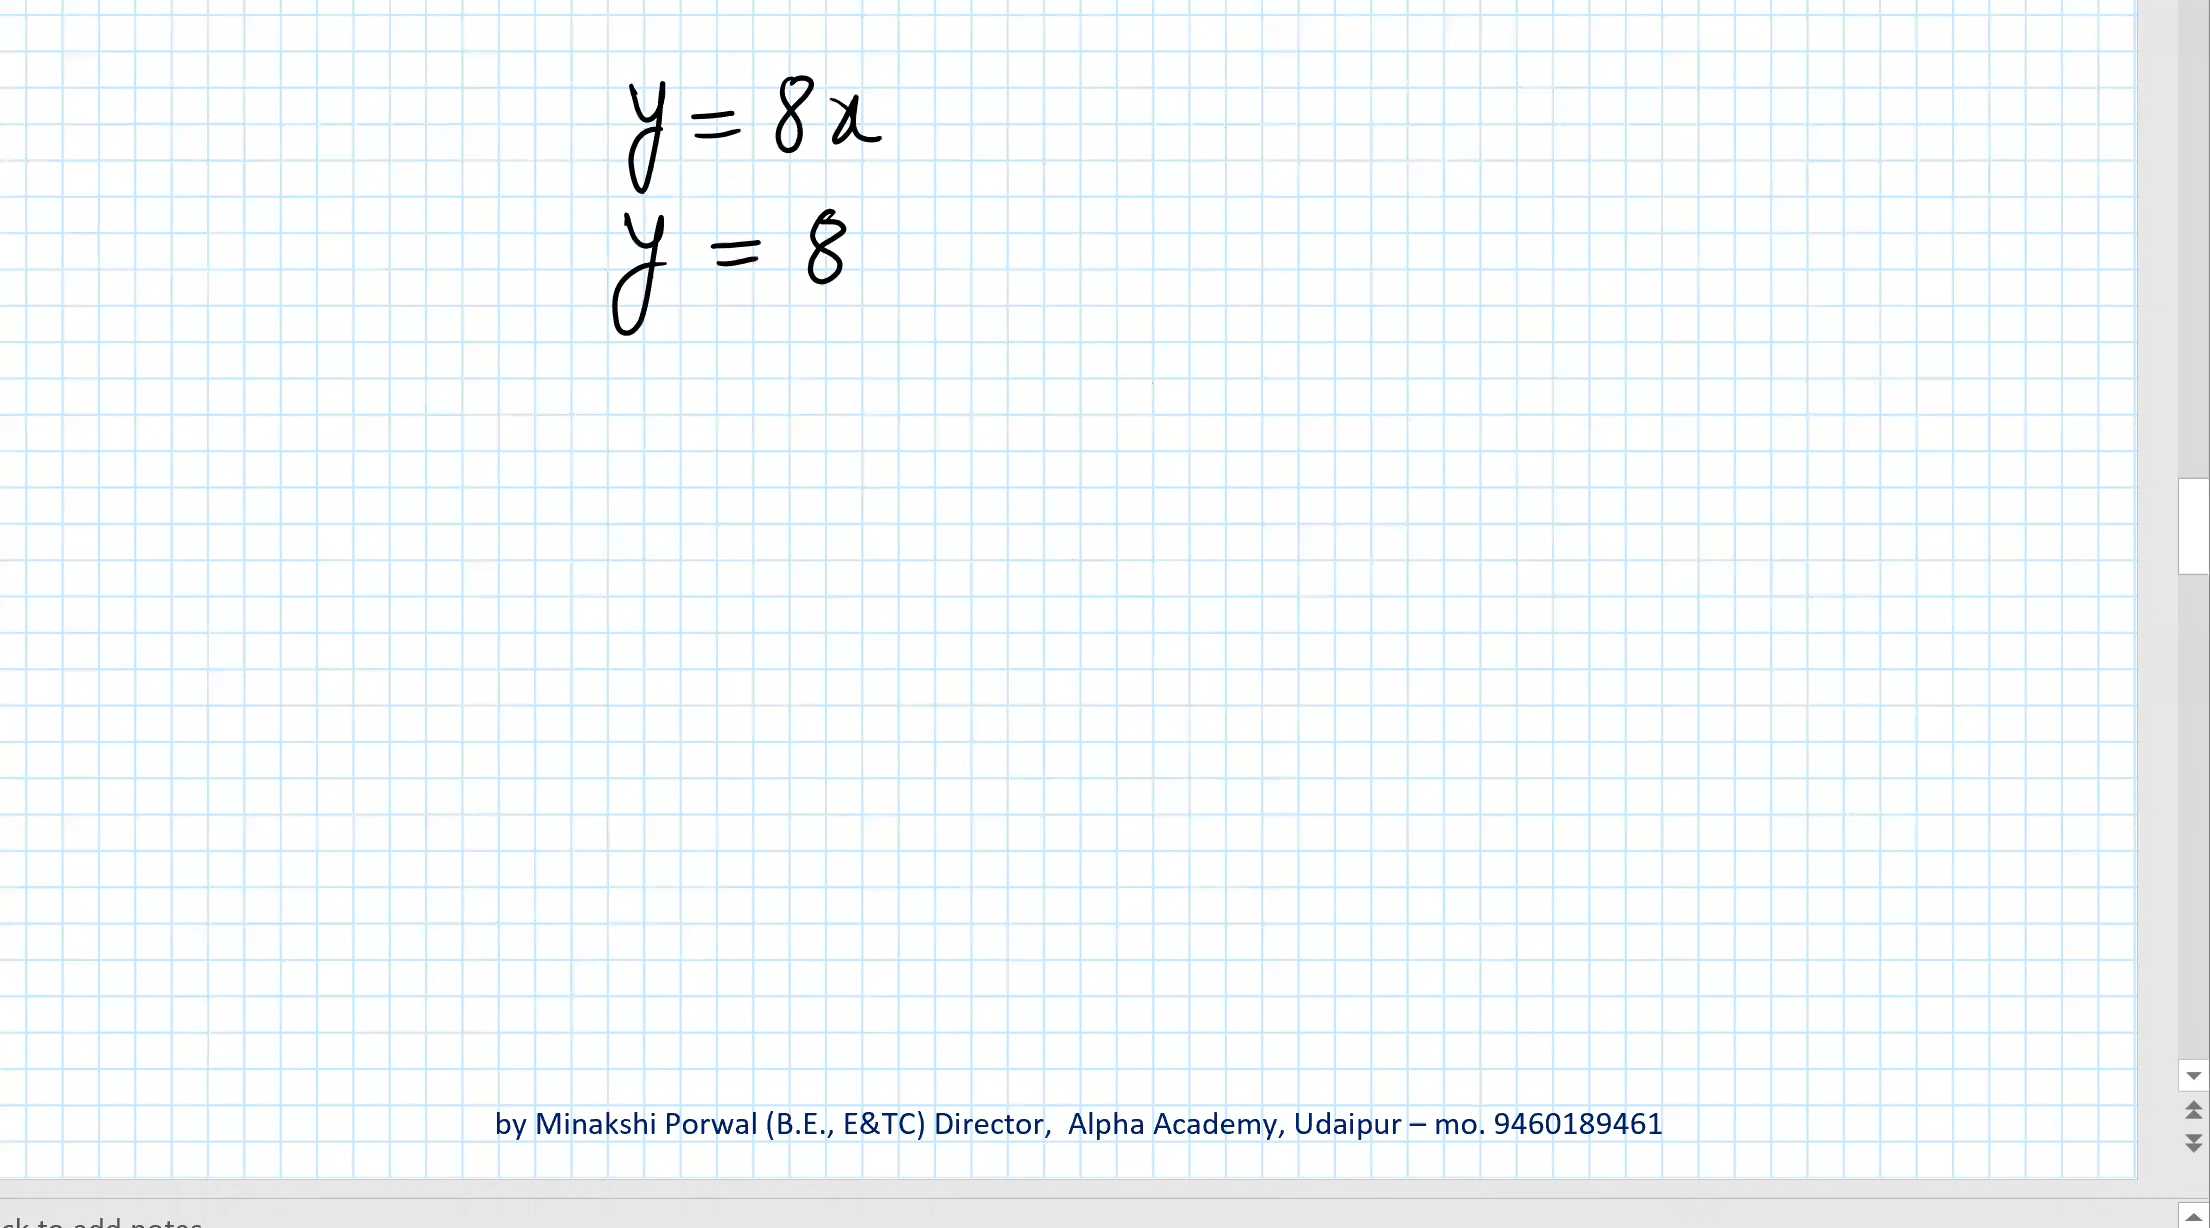 y = 8x
y = 8
by Minakshi Porwal (B.E., E&TC) Director, Alpha Academy, Udaipur – mo. 9460189461